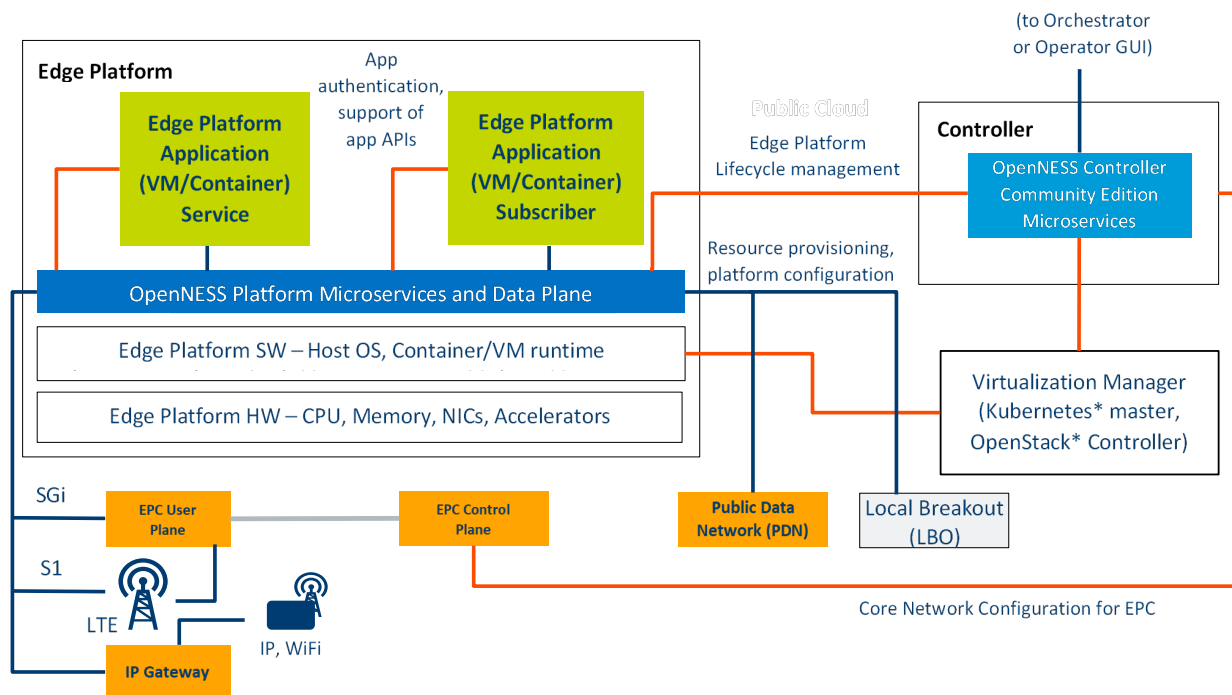 (to Orchestrator
or Operator GUI)
Edge Platform
App
authentication,
support of
app APIs
Edge Platform
Application
(VM/Container)
Service
Edge Platform
Application
(VM/Container)
Subscriber
Public Cloud
Edge Platform
Lifecycle management
Controller
OpenNESS Controller
Community Edition
Microservices
Resource provisioning,
platform configuration
OpenNESS Platform Microservices and Data Plane
Edge Platform SW – Host OS, Container/VM runtime
Edge Platform HW – CPU, Memory, NICs, Accelerators
Virtualization Manager
(Kubernetes* master,
OpenStack* Controller)
SGi
EPC User
Plane
EPC Control
Plane
Public Data
Network (PDN)
Local Breakout
(LBO)
S1
LTE
IP, WiFi
Core Network Configuration for EPC
IP Gateway